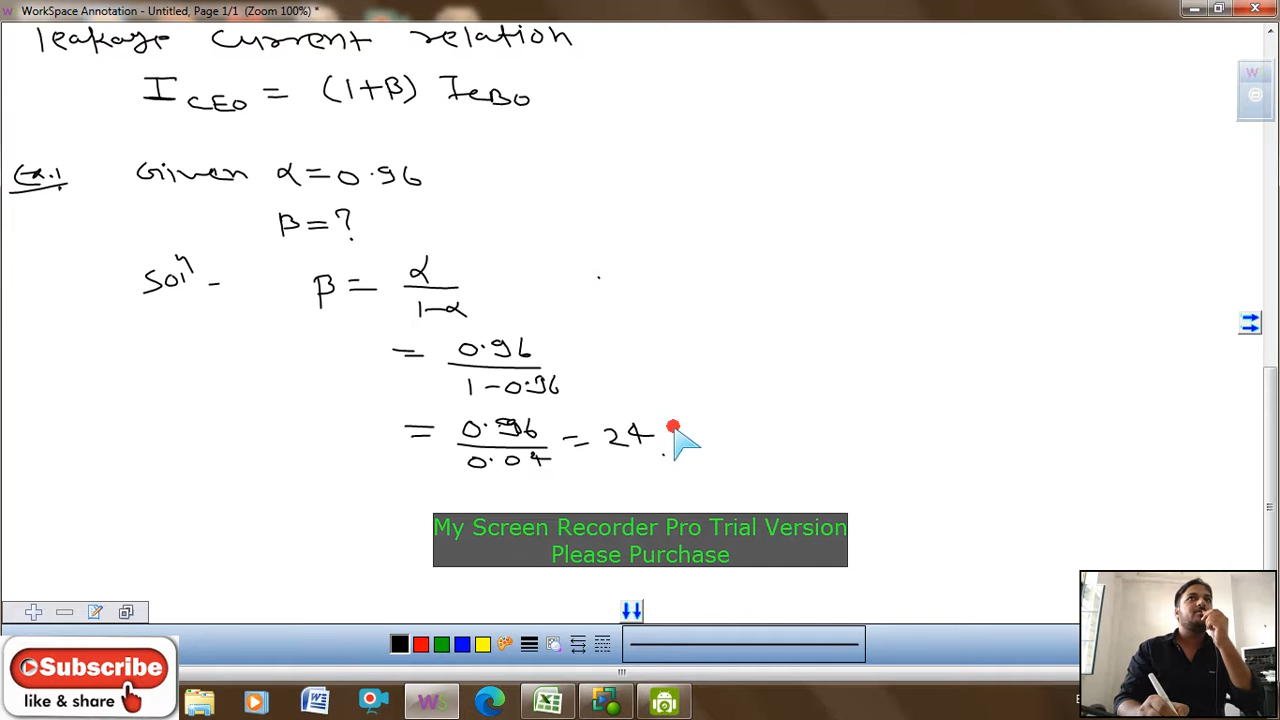 WorkSpace Annotation - Untitled, Page 1/1 (Zoom 100%) *
leakage current relation
I CEO = (1+β) ICBO
Ex.1 Given α=0.96
β=?
Soln - β = α / 1-α
= 0.96 / 1-0.96
= 0.96 / 0.04 = 24.
My Screen Recorder Pro Trial Version
Please Purchase
Subscribe
like & share